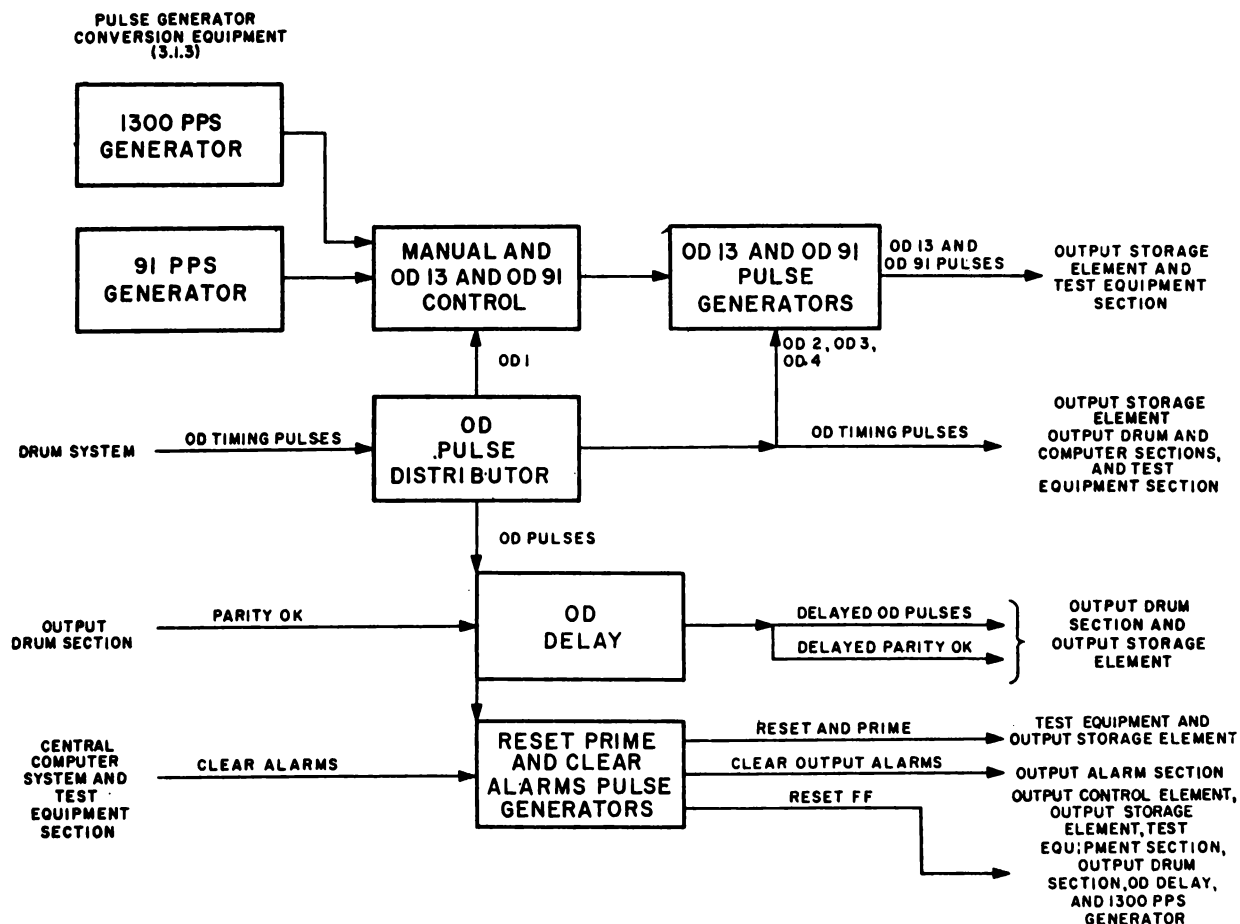 PULSE GENERATOR
CONVERSION EQUIPMENT
(3.1.3)
1300 PPS
GENERATOR
91 PPS
GENERATOR
MANUAL AND
OD 13 AND OD 91
CONTROL
OD 13 AND OD 91
PULSE
GENERATORS
OD 13 AND
OD 91 PULSES
OUTPUT STORAGE
ELEMENT AND
TEST EQUIPMENT
SECTION
OD 1
OD 2, OD 3,
OD.4
DRUM SYSTEM
OD TIMING PULSES
OD
PULSE
DISTRIBUTOR
OD TIMING PULSES
OUTPUT STORAGE
ELEMENT
OUTPUT DRUM AND
COMPUTER SECTIONS,
AND TEST
EQUIPMENT SECTION
OD PULSES
OUTPUT
DRUM SECTION
PARITY OK
OD
DELAY
DELAYED OD PULSES
DELAYED PARITY OK
OUTPUT DRUM
SECTION AND
OUTPUT STORAGE
ELEMENT
CENTRAL
COMPUTER
SYSTEM AND
TEST
EQUIPMENT
SECTION
CLEAR ALARMS
RESET PRIME
AND CLEAR
ALARMS PULSE
GENERATORS
RESET AND PRIME
TEST EQUIPMENT AND
OUTPUT STORAGE ELEMENT
CLEAR OUTPUT ALARMS
OUTPUT ALARM SECTION
RESET FF
OUTPUT CONTROL ELEMENT,
OUTPUT STORAGE
ELEMENT, TEST
EQUIPMENT SECTION,
OUTPUT DRUM
SECTION, OD DELAY,
AND 1300 PPS
GENERATOR